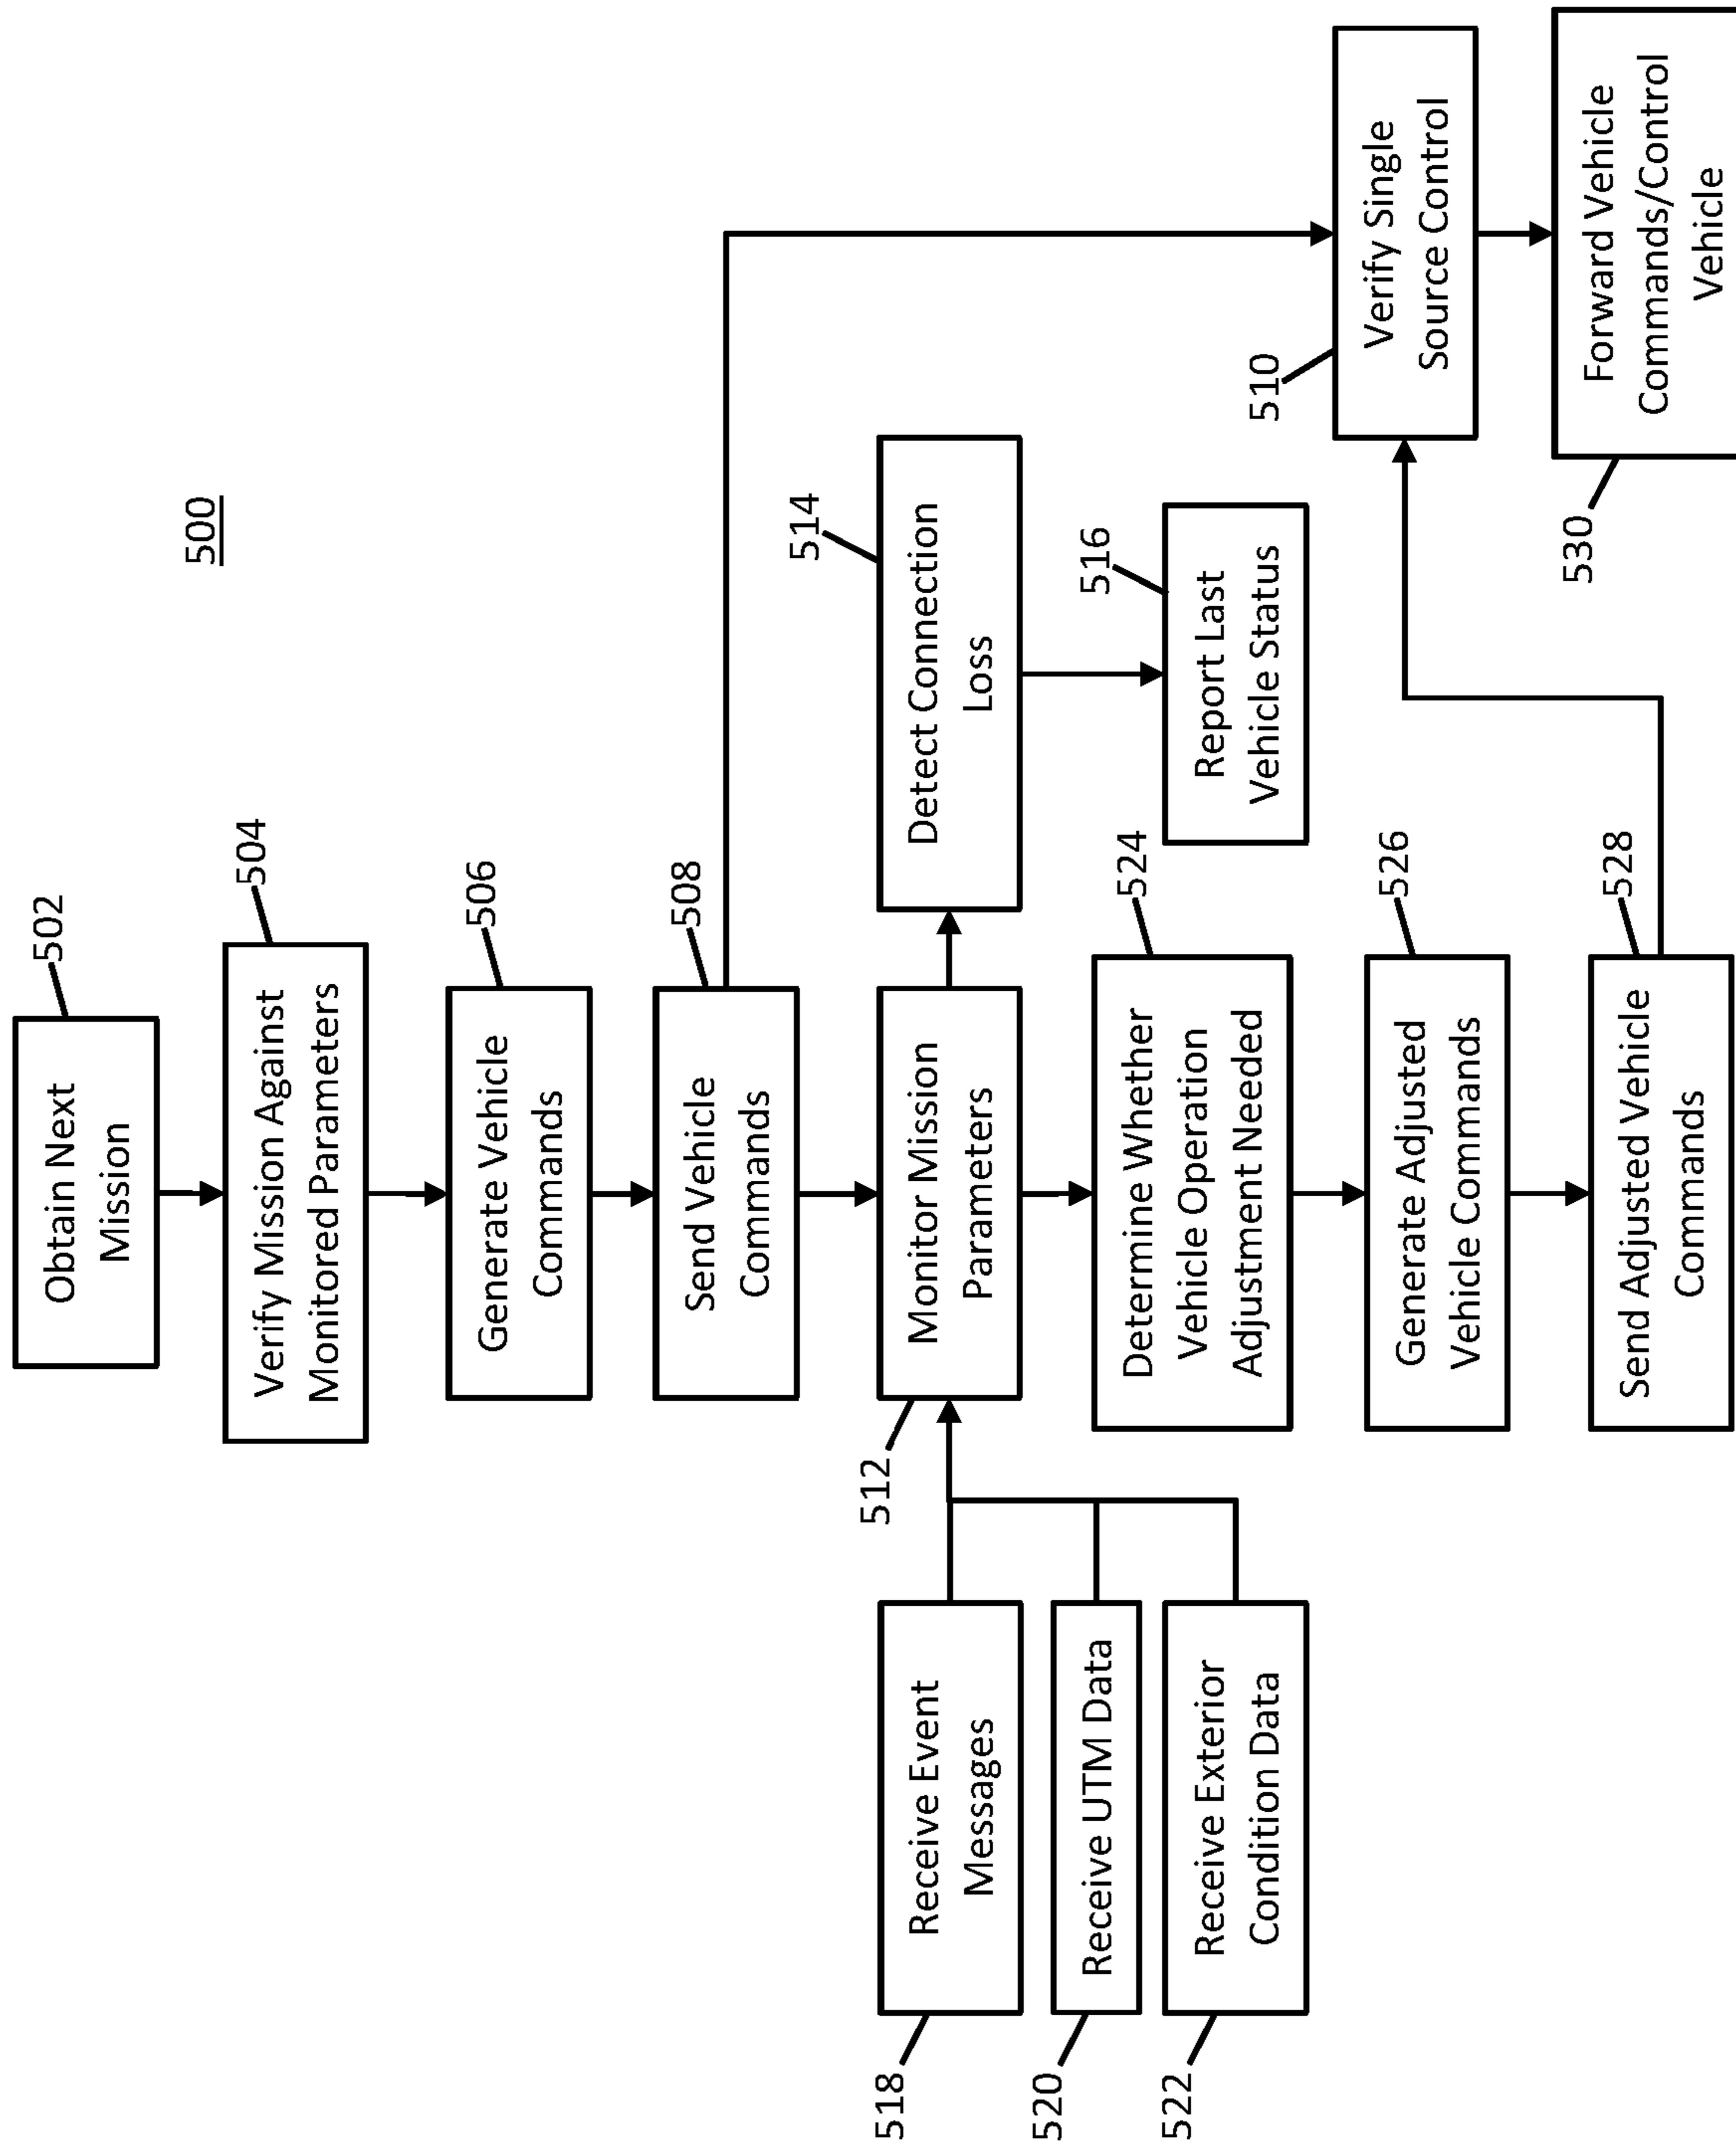 500
502
Obtain Next
Mission
504
Verify Mission Against
Monitored Parameters
506
Generate Vehicle
Commands
508
Send Vehicle
Commands
512
Monitor Mission
Parameters
514
Detect Connection
Loss
516
Report Last
Vehicle Status
518
Receive Event
Messages
520
Receive UTM Data
522
Receive Exterior
Condition Data
524
Determine Whether
Vehicle Operation
Adjustment Needed
526
Generate Adjusted
Vehicle Commands
528
Send Adjusted Vehicle
Commands
510
Verify Single
Source Control
530
Forward Vehicle
Commands/Control
Vehicle